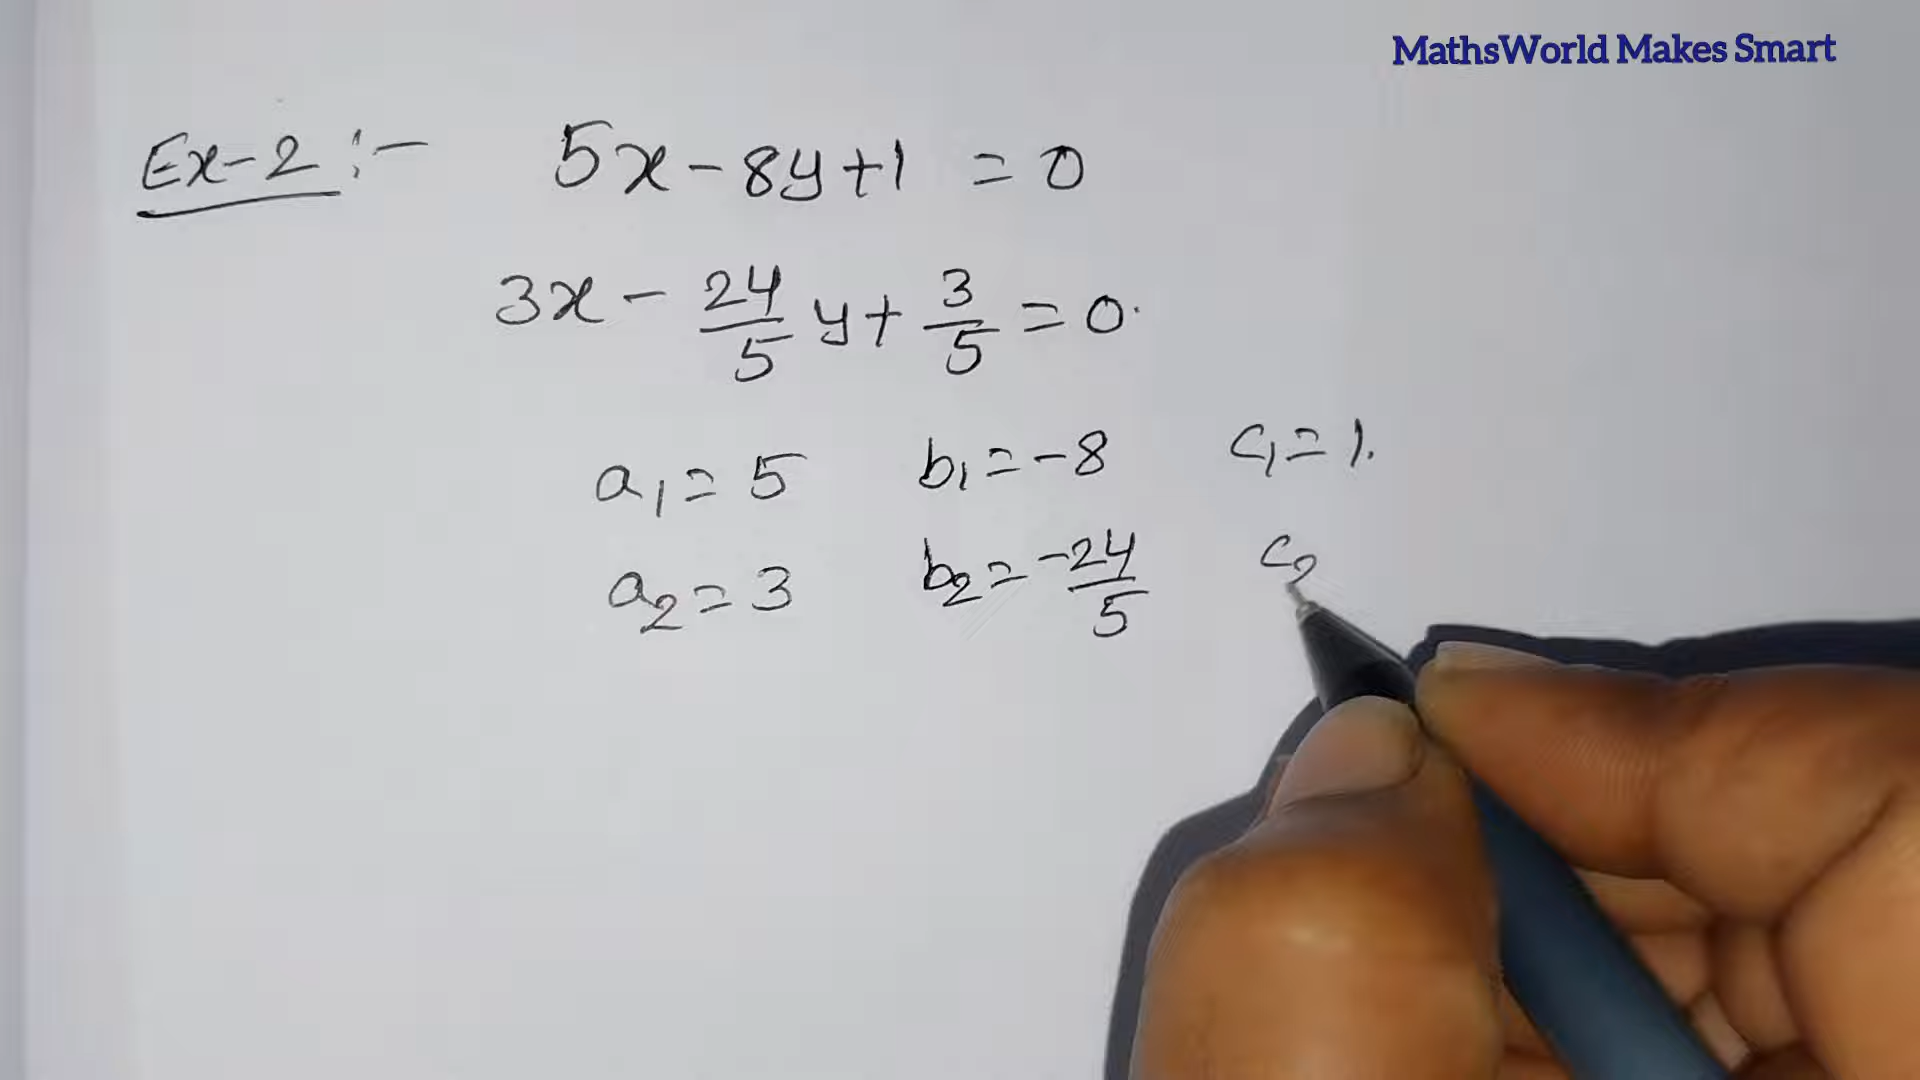 MathsWorld Makes Smart
Ex-2 :- 5x - 8y + 1 = 0
3x - 24/5 y + 3/5 = 0.
a₁ = 5 b₁ = -8 c₁ = 1.
a₂ = 3 b₂ = -24/5 c₂